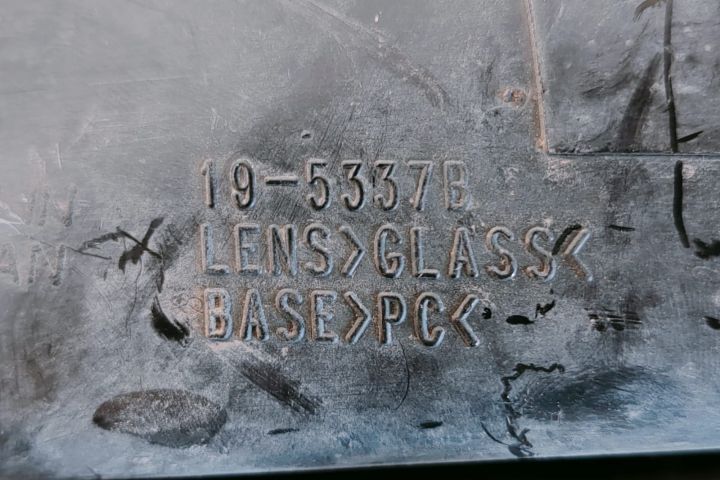 19-5337B
LENS>GLASS<
BASE>PC<